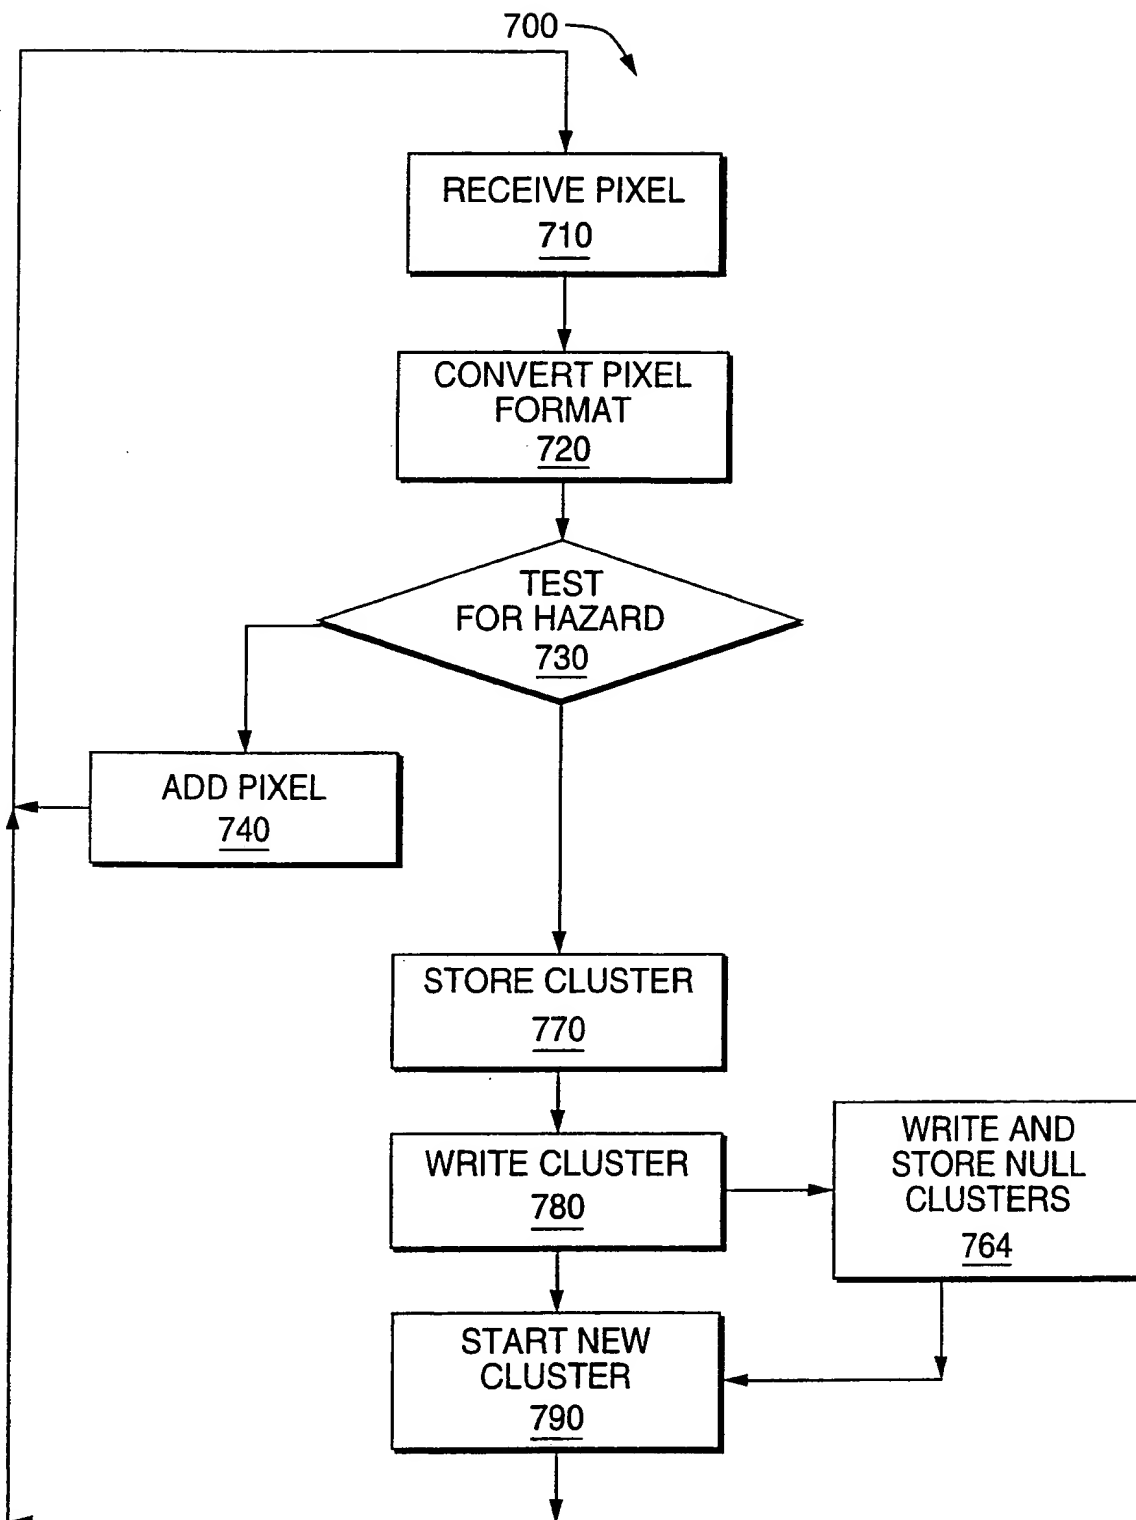 700
RECEIVE PIXEL
710
CONVERT PIXEL
FORMAT
720
TEST
FOR HAZARD
730
ADD PIXEL
740
STORE CLUSTER
770
WRITE CLUSTER
780
WRITE AND
STORE NULL
CLUSTERS
764
START NEW
CLUSTER
790